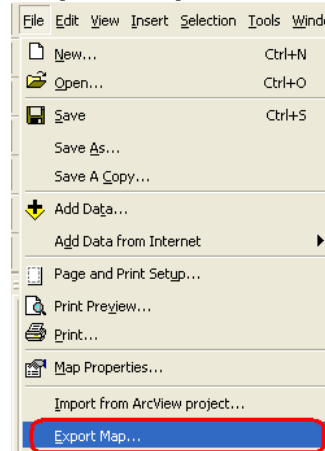 File Edit View Insert Selection Tools Wind
New... Ctrl+N
Open... Ctrl+O
Save Ctrl+S
Save As...
Save A Copy...
Add Data...
Add Data from Internet
Page and Print Setup...
Print Preview...
Print...
Map Properties...
Import from ArcView project...
Export Map...